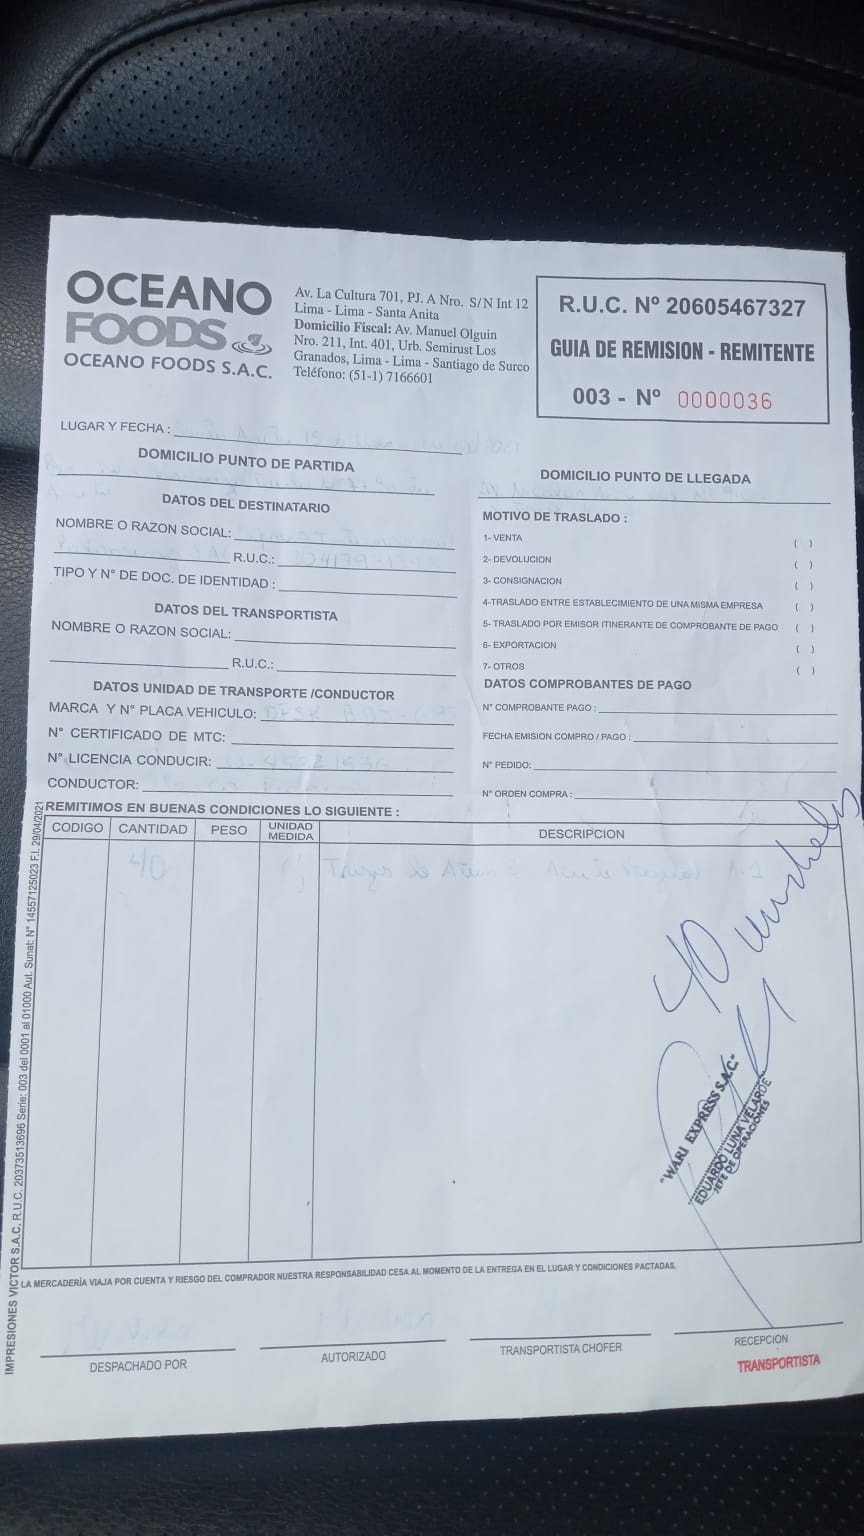 OCEANO
FOODS
OCEANO FOODS S.A.C.
Av. La Cultura 701, PJ. A Nro. S/N Int 12
Lima - Lima - Santa Anita
Domicilio Fiscal: Av. Manuel Olguin
Nro. 211, Int. 401, Urb. Semirust Los
Granados, Lima - Lima - Santiago de Surco
Teléfono: (51-1) 7166601
R.U.C. Nº 20605467327
GUIA DE REMISION - REMITENTE
003 - Nº 0000036
LUGAR Y FECHA :
DOMICILIO PUNTO DE PARTIDA
DOMICILIO PUNTO DE LLEGADA
DATOS DEL DESTINATARIO
NOMBRE O RAZON SOCIAL:
R.U.C.:
TIPO Y N° DE DOC. DE IDENTIDAD :
DATOS DEL TRANSPORTISTA
NOMBRE O RAZON SOCIAL:
R.U.C.:
DATOS UNIDAD DE TRANSPORTE /CONDUCTOR
MARCA Y N° PLACA VEHICULO:
N° CERTIFICADO DE MTC:
N° LICENCIA CONDUCIR:
CONDUCTOR:
MOTIVO DE TRASLADO :
1- VENTA ( )
2- DEVOLUCION ( )
3- CONSIGNACION ( )
4-TRASLADO ENTRE ESTABLECIMIENTO DE UNA MISMA EMPRESA ( )
5- TRASLADO POR EMISOR ITINERANTE DE COMPROBANTE DE PAGO ( )
6- EXPORTACION ( )
7- OTROS ( )
DATOS COMPROBANTES DE PAGO
N° COMPROBANTE PAGO :
FECHA EMISION COMPRO / PAGO :
N° PEDIDO:
N° ORDEN COMPRA :
REMITIMOS EN BUENAS CONDICIONES LO SIGUIENTE :
CODIGO CANTIDAD PESO UNIDAD MEDIDA DESCRIPCION
40
40
"WARI EXPRESS S.A.C."
EDUARDO LUNA VELARDE
JEFE DE OPERACIONES
LA MERCADERÍA VIAJA POR CUENTA Y RIESGO DEL COMPRADOR NUESTRA RESPONSABILIDAD CESA AL MOMENTO DE LA ENTREGA EN EL LUGAR Y CONDICIONES PACTADAS.
DESPACHADO POR
AUTORIZADO
TRANSPORTISTA CHOFER
RECEPCION
TRANSPORTISTA
IMPRESIONES VICTOR S.A.C. R.U.C. 20373513696 Serie: 003 del 0001 al 01000 Aut. Sunat: N° 14557125023 F.I. 29/04/2021